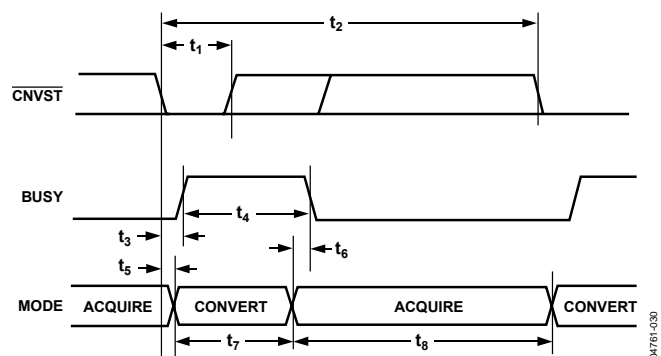 t2
t1
CNVST
BUSY
t4
t3
t6
t5
MODE
ACQUIRE
CONVERT
ACQUIRE
CONVERT
t7
t8
04761-030